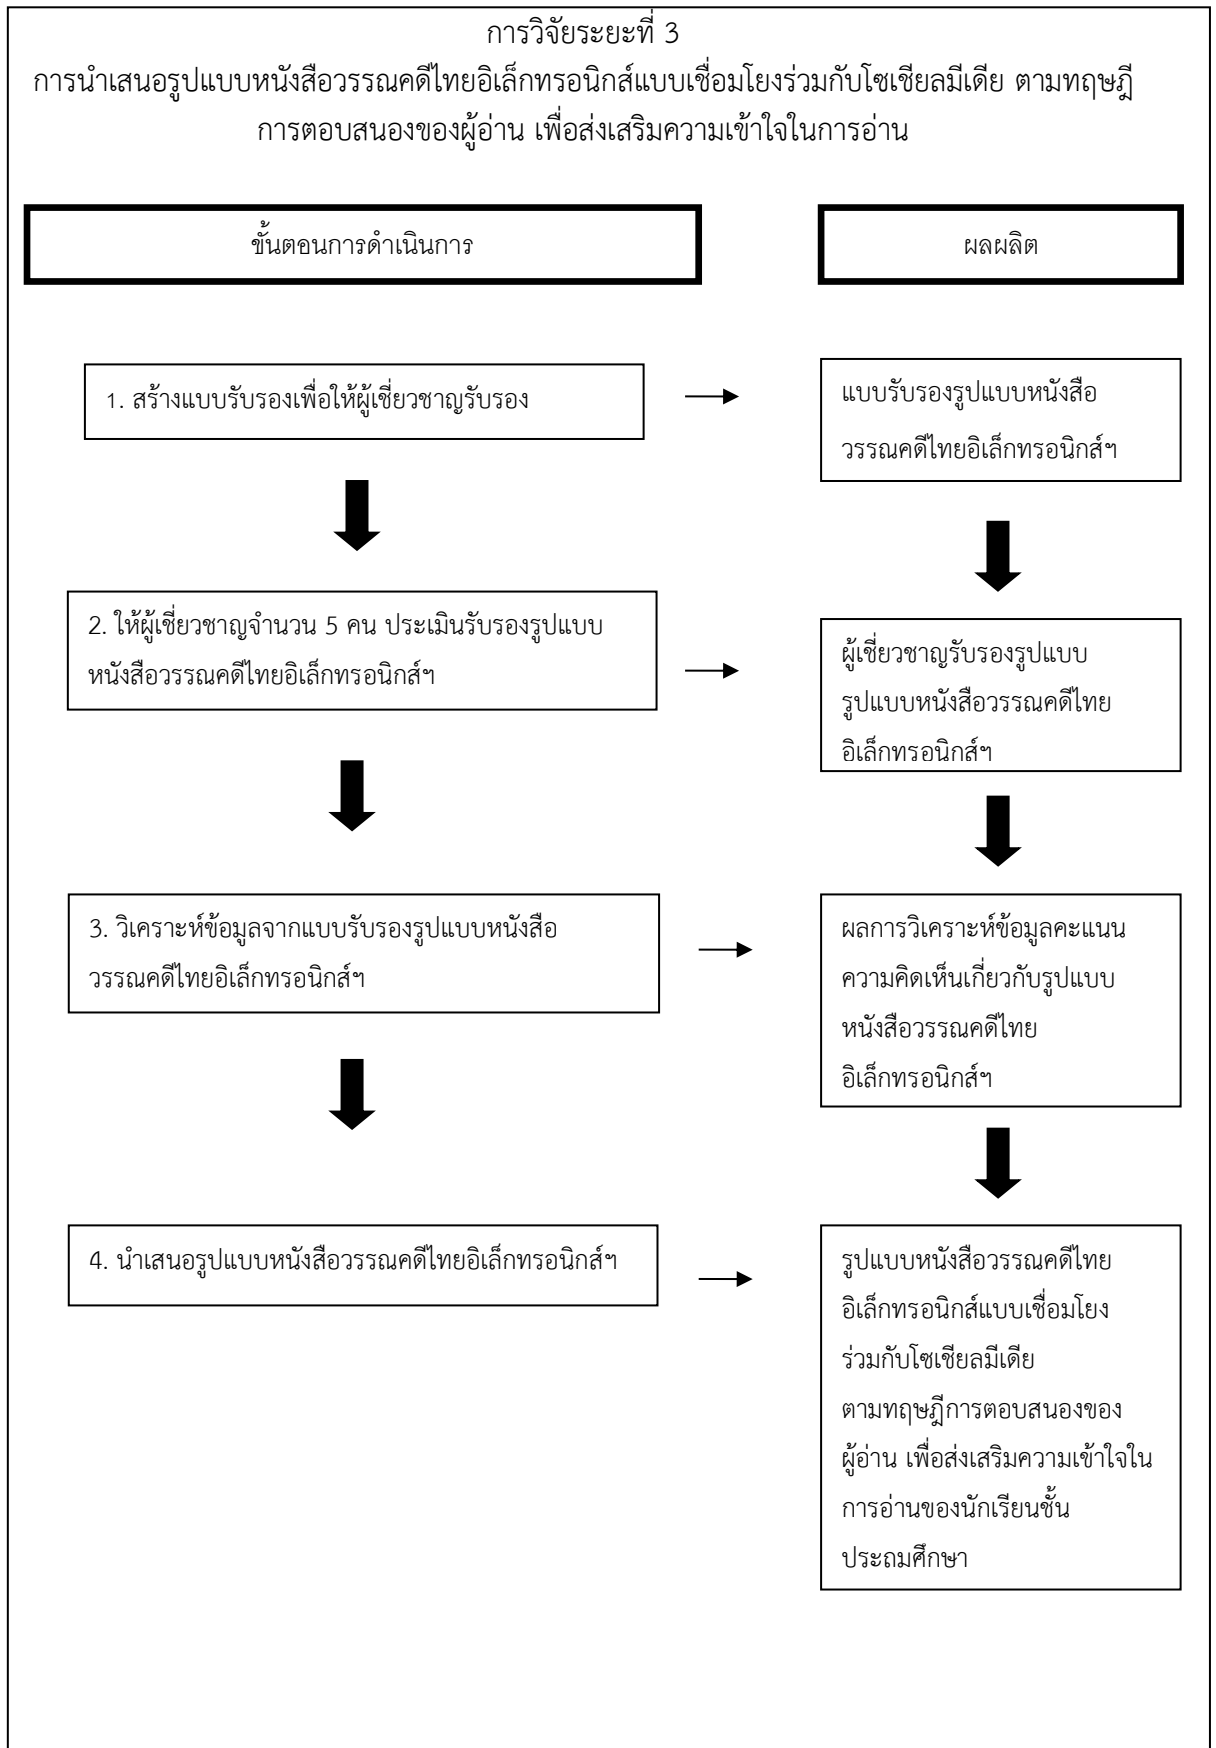 การวิจัยระยะที่ 3
การนำเสนอรูปแบบหนังสือวรรณคดีไทยอิเล็กทรอนิกส์แบบเชื่อมโยงร่วมกับโซเชียลมีเดีย ตามทฤษฎี
การตอบสนองของผู้อ่าน เพื่อส่งเสริมความเข้าใจในการอ่าน
ขั้นตอนการดำเนินการ
ผลผลิต
1. สร้างแบบรับรองเพื่อให้ผู้เชี่ยวชาญรับรอง
แบบรับรองรูปแบบหนังสือ
วรรณคดีไทยอิเล็กทรอนิกส์ฯ
2. ให้ผู้เชี่ยวชาญจำนวน 5 คน ประเมินรับรองรูปแบบ
หนังสือวรรณคดีไทยอิเล็กทรอนิกส์ฯ
ผู้เชี่ยวชาญรับรองรูปแบบ
รูปแบบหนังสือวรรณคดีไทย
อิเล็กทรอนิกส์ฯ
3. วิเคราะห์ข้อมูลจากแบบรับรองรูปแบบหนังสือ
วรรณคดีไทยอิเล็กทรอนิกส์ฯ
ผลการวิเคราะห์ข้อมูลคะแนน
ความคิดเห็นเกี่ยวกับรูปแบบ
หนังสือวรรณคดีไทย
อิเล็กทรอนิกส์ฯ
4. นำเสนอรูปแบบหนังสือวรรณคดีไทยอิเล็กทรอนิกส์ฯ
รูปแบบหนังสือวรรณคดีไทย
อิเล็กทรอนิกส์แบบเชื่อมโยง
ร่วมกับโซเชียลมีเดีย
ตามทฤษฎีการตอบสนองของ
ผู้อ่าน เพื่อส่งเสริมความเข้าใจใน
การอ่านของนักเรียนชั้น
ประถมศึกษา